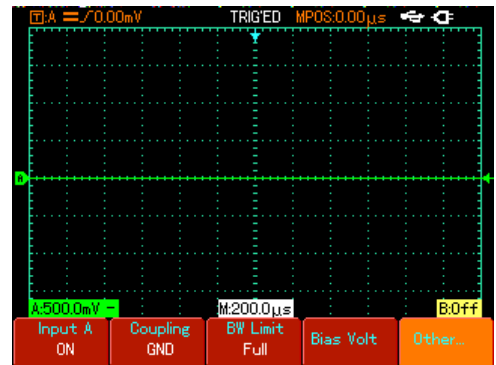 T:A 0.00mV TRIG'ED MPOS:0.00μs
A
A:500.0mV M:200.0μs B:Off
Input A Coupling BW Limit Bias Volt Other...
ON GND Full